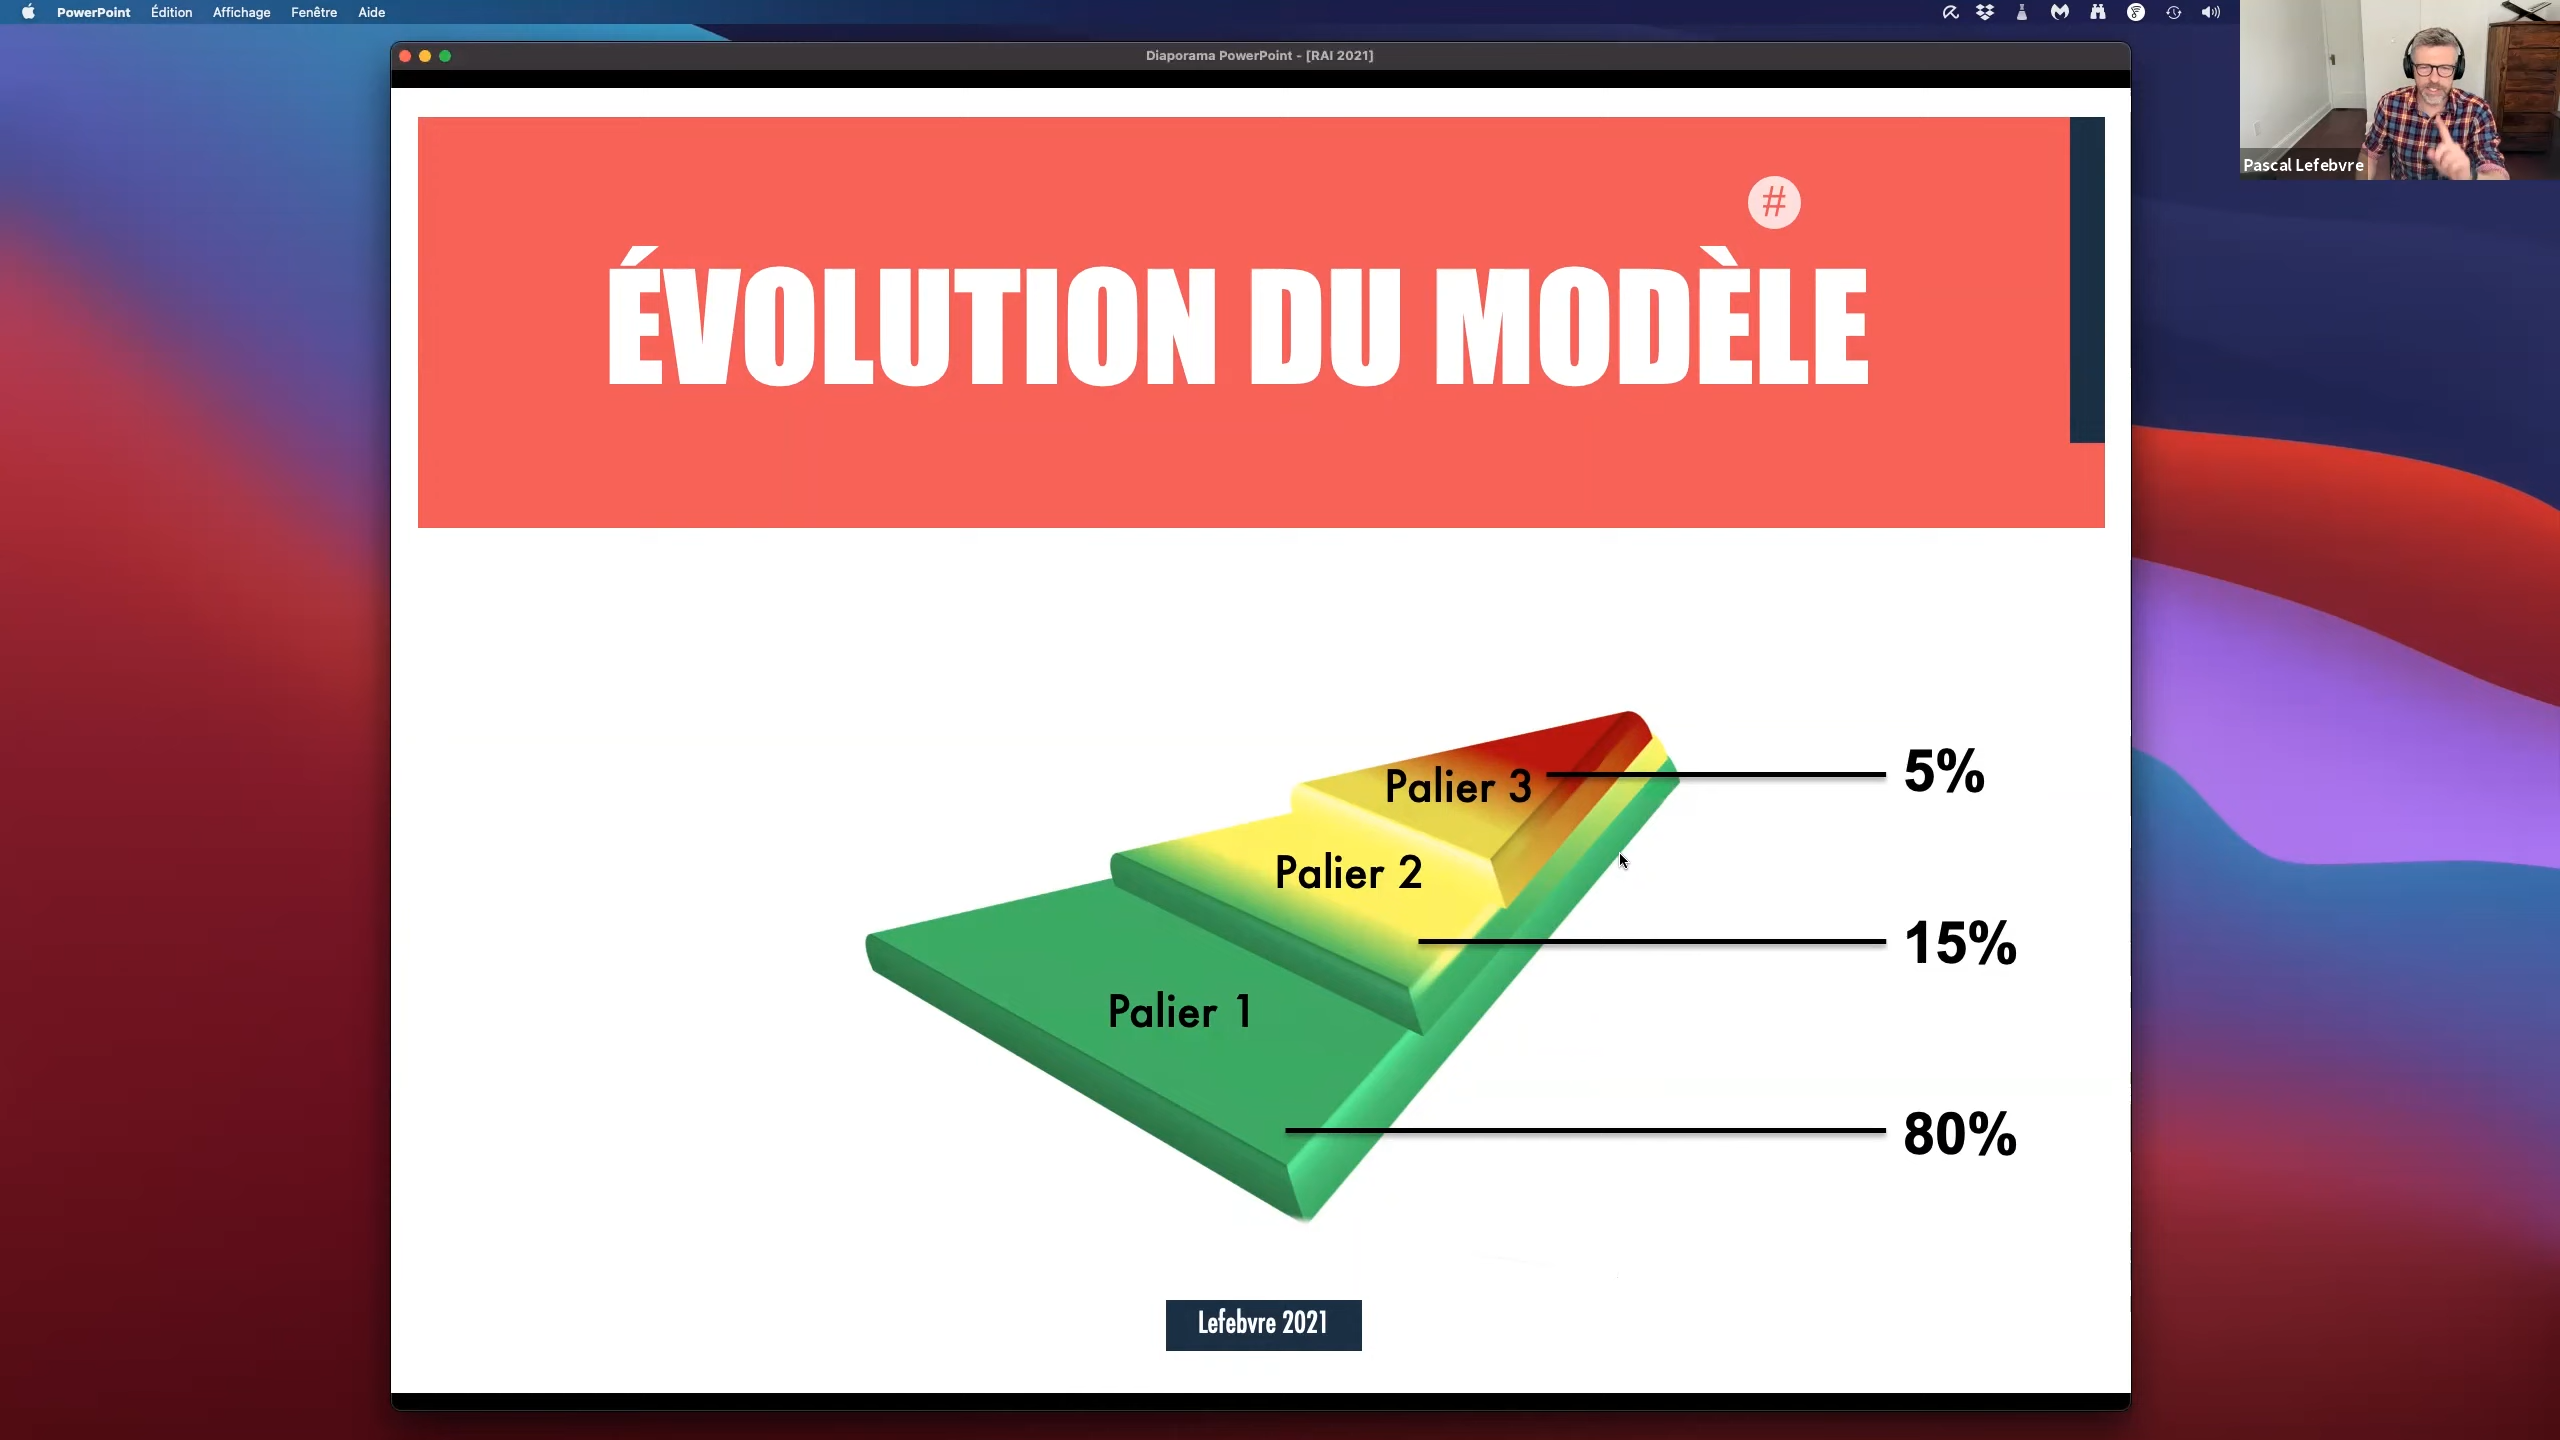 PowerPoint Édition Affichage Fenêtre Aide
Diaporama PowerPoint - [RAI 2021]
Pascal Lefebvre
#
ÉVOLUTION DU MODÈLE
Palier 3
5%
Palier 2
15%
Palier 1
80%
Lefebvre 2021